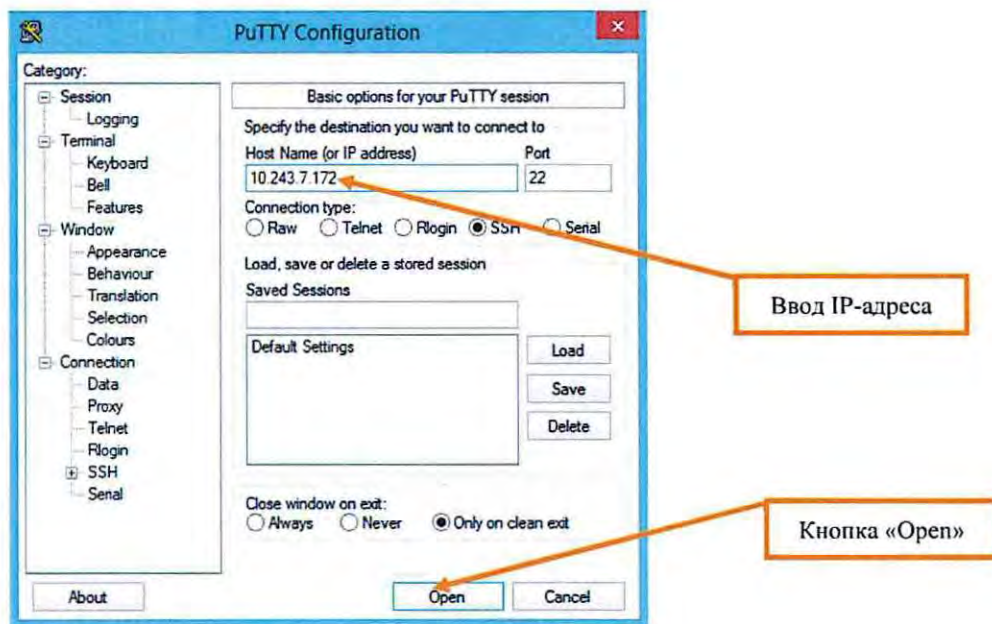 PuTTY Configuration
Category:
Session
Logging
Terminal
Keyboard
Bell
Features
Window
Appearance
Behaviour
Translation
Selection
Colours
Connection
Data
Proxy
Telnet
Rlogin
SSH
Serial
Basic options for your PuTTY session
Specify the destination you want to connect to
Host Name (or IP address) Port
10.243.7.172 22
Connection type:
Raw Telnet Rlogin SSH Serial
Load, save or delete a stored session
Saved Sessions
Default Settings
Load
Save
Delete
Close window on exit:
Always Never Only on clean exit
About Open Cancel
Ввод IP-адреса
Кнопка «Open»